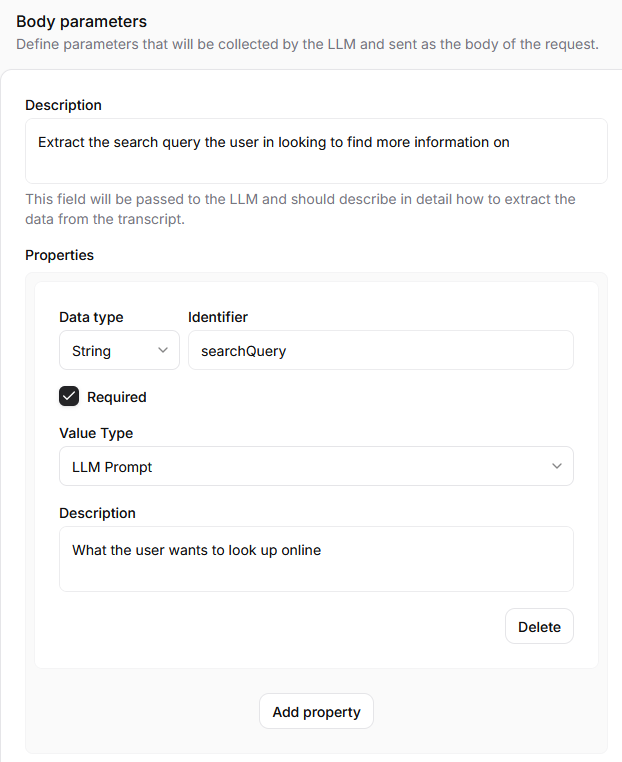 Body parameters
Define parameters that will be collected by the LLM and sent as the body of the request.
Description
Extract the search query the user in looking to find more information on
This field will be passed to the LLM and should describe in detail how to extract the
data from the transcript.
Properties
Data type
Identifier
String
searchQuery
Required
Value Type
LLM Prompt
Description
What the user wants to look up online
Delete
Add property